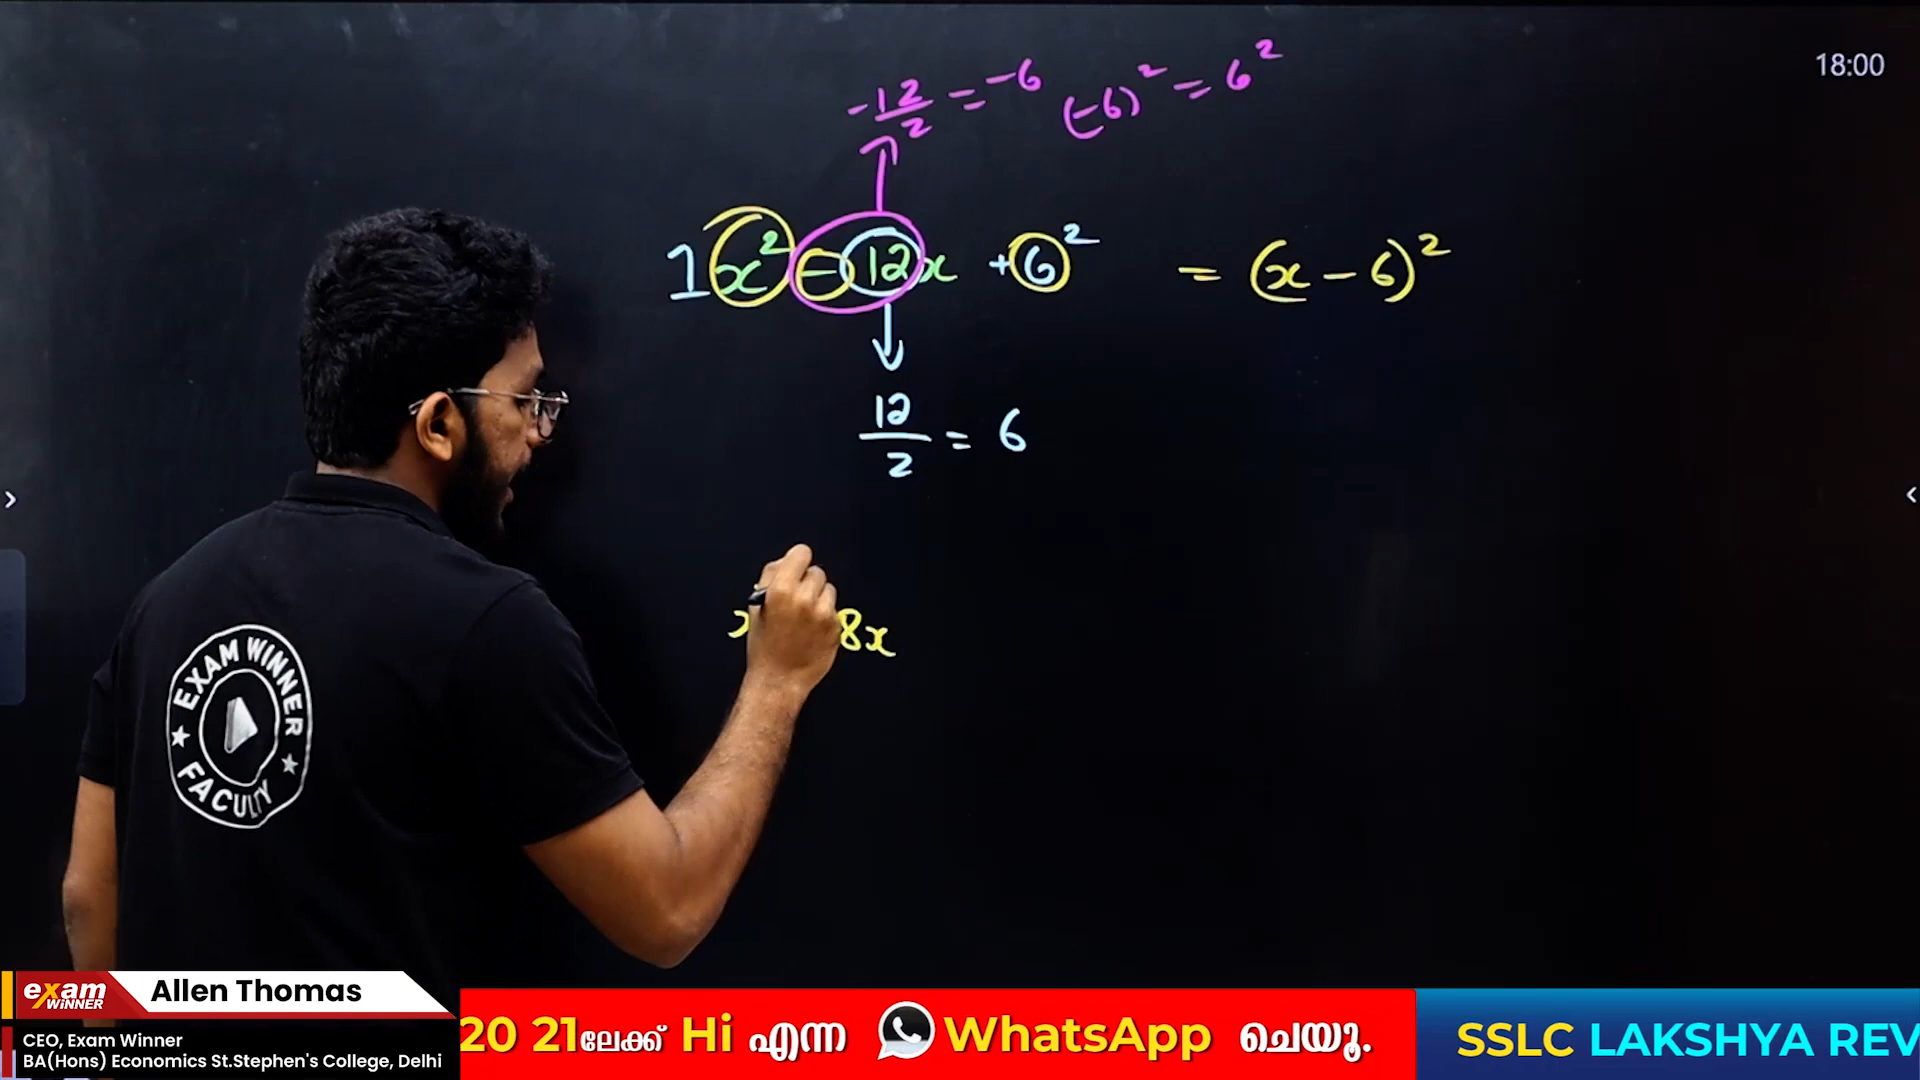 18:00
-12/2 = -6 (-6)² = 6²
1x² - 12x + 6² = (x - 6)²
12/2 = 6
8x
EXAM WINNER
FACULTY
exam WINNER
Allen Thomas
CEO, Exam Winner
BA(Hons) Economics St.Stephen's College, Delhi
20 21ലേക്ക് Hi എന്ന WhatsApp ചെയൂ.
SSLC LAKSHYA REV